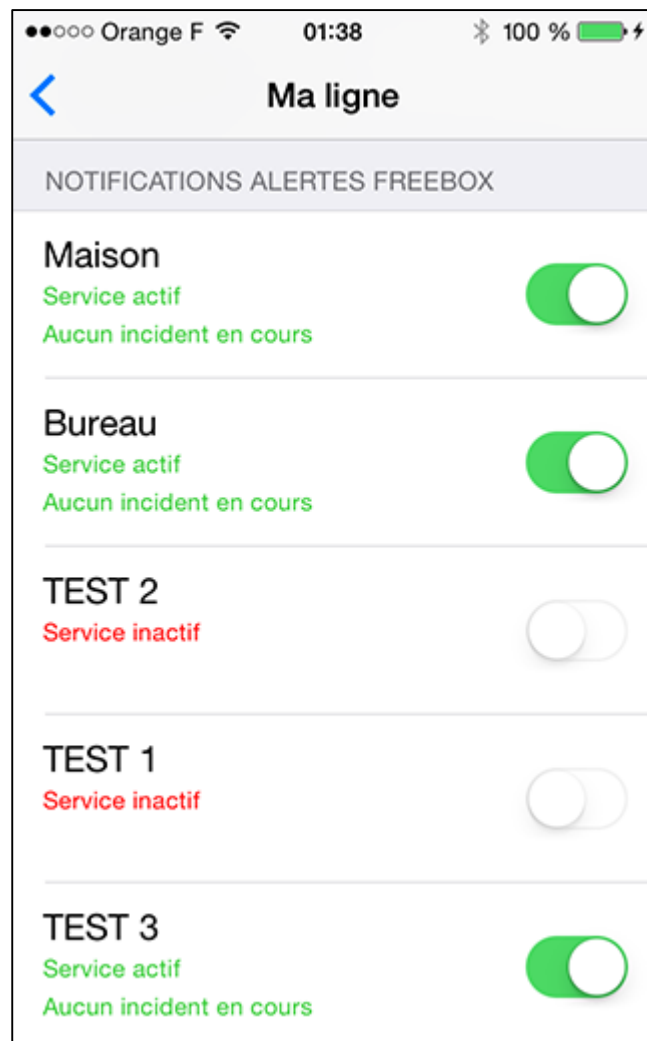 Orange F 01:38 100 %
Ma ligne
NOTIFICATIONS ALERTES FREEBOX
Maison
Service actif
Aucun incident en cours
Bureau
Service actif
Aucun incident en cours
TEST 2
Service inactif
TEST 1
Service inactif
TEST 3
Service actif
Aucun incident en cours